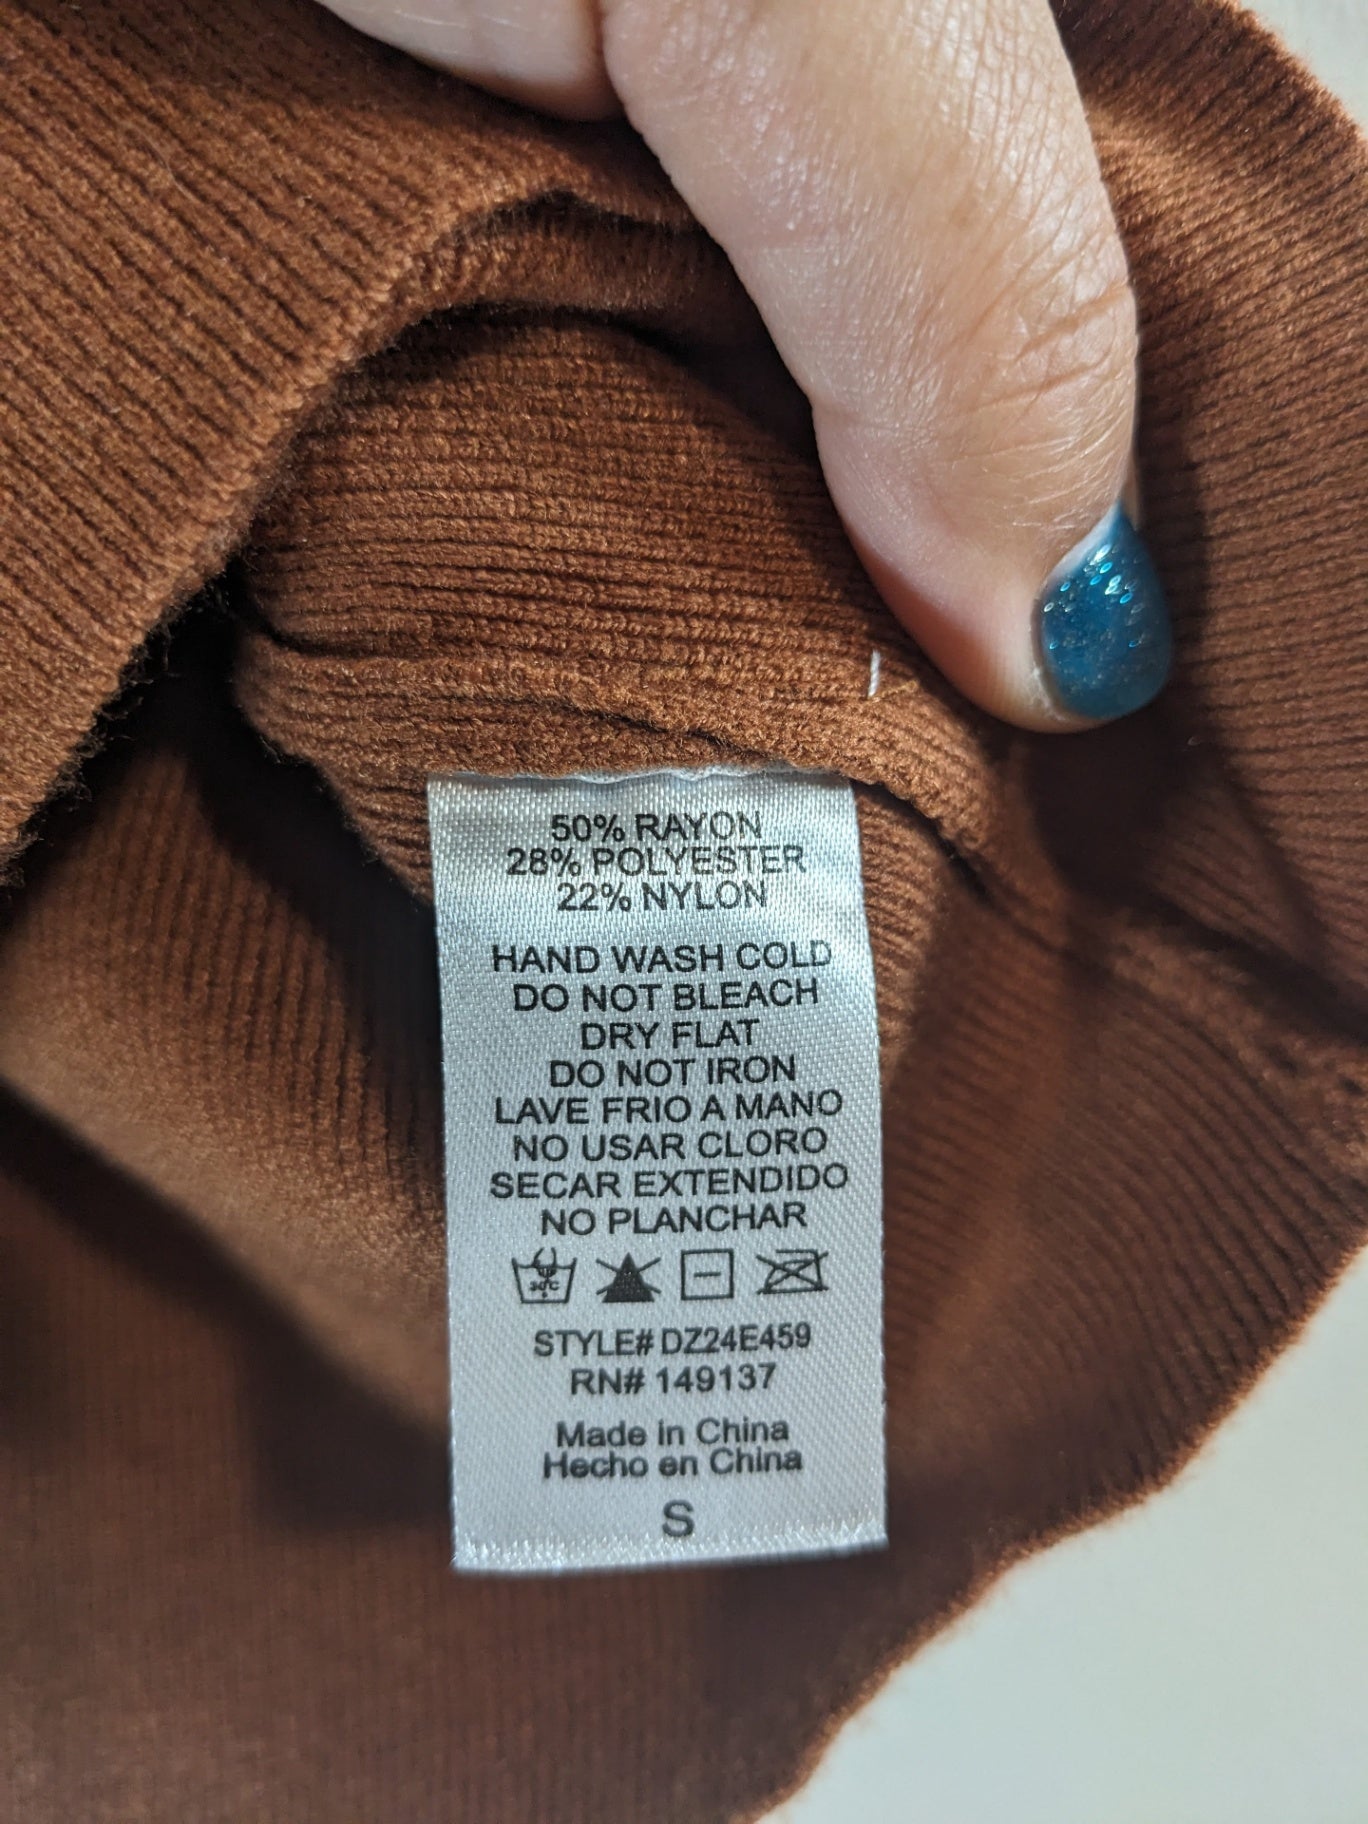 50% RAYON
28% POLYESTER
22% NYLON
HAND WASH COLD
DO NOT BLEACH
DRY FLAT
DO NOT IRON
LAVE FRIO A MANO
NO USAR CLORO
SECAR EXTENDIDO
NO PLANCHAR
30°C
STYLE# DZ24E459
RN# 149137
Made in China
Hecho en China
S